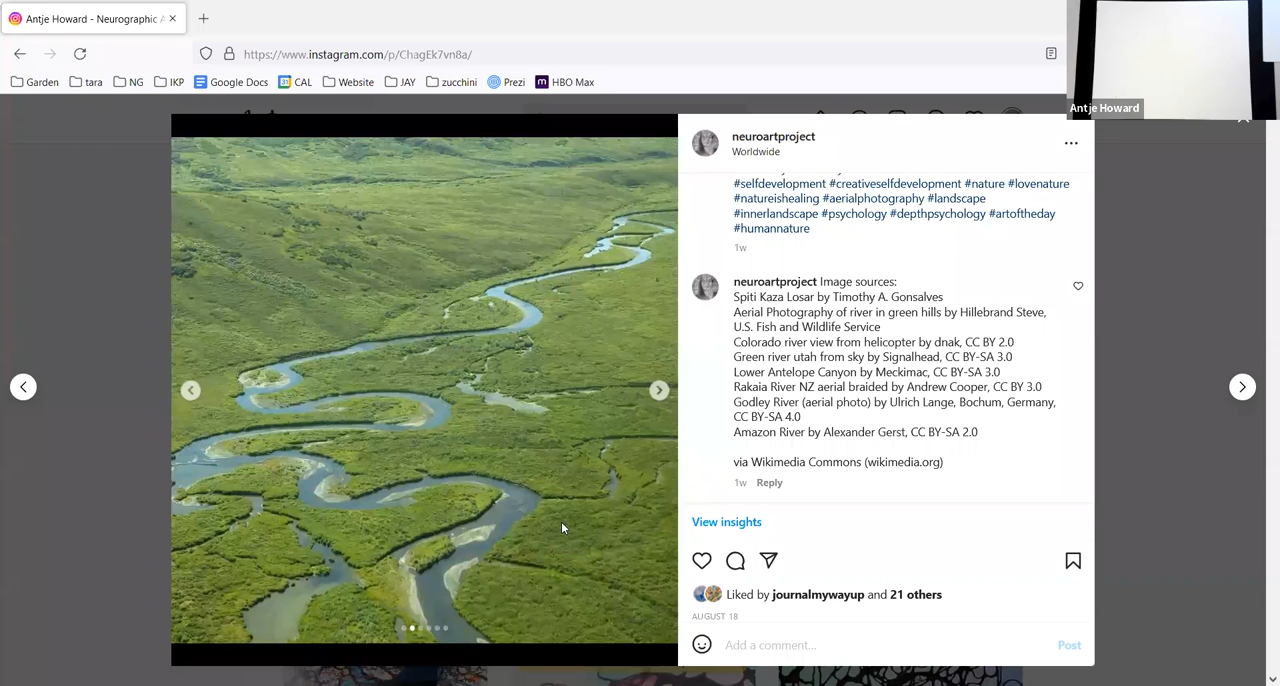 Antje Howard - Neurographic A
https://www.instagram.com/p/ChagEk7vn8a/
Garden tara NG IKP Google Docs CAL Website JAY zucchini Prezi HBO Max
Antje Howard
neuroartproject
Worldwide
#selfdevelopment #creativeselfdevelopment #nature #lovenature
#natureishealing #aerialphotography #landscape
#innerlandscape #psychology #depthpsychology #artoftheday
#humannature
1w
neuroartproject Image sources:
Spiti Kaza Losar by Timothy A. Gonsalves
Aerial Photography of river in green hills by Hillebrand Steve,
U.S. Fish and Wildlife Service
Colorado river view from helicopter by dnak, CC BY 2.0
Green river utah from sky by Signalhead, CC BY-SA 3.0
Lower Antelope Canyon by Meckimac, CC BY-SA 3.0
Rakaia River NZ aerial braided by Andrew Cooper, CC BY 3.0
Godley River (aerial photo) by Ulrich Lange, Bochum, Germany,
CC BY-SA 4.0
Amazon River by Alexander Gerst, CC BY-SA 2.0
via Wikimedia Commons (wikimedia.org)
1w Reply
View insights
Liked by journalmywayup and 21 others
AUGUST 18
Add a comment... Post